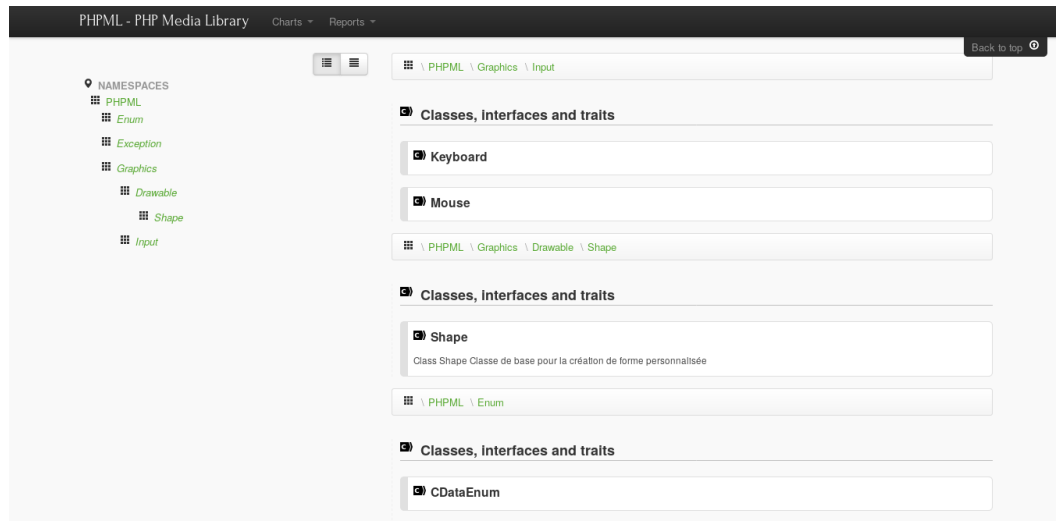 PHPML - PHP Media Library Charts Reports
Back to top
NAMESPACES
PHPML
Enum
Exception
Graphics
Drawable
Shape
Input
\ PHPML \ Graphics \ Input
Classes, interfaces and traits
Keyboard
Mouse
\ PHPML \ Graphics \ Drawable \ Shape
Classes, interfaces and traits
Shape
Class Shape Classe de base pour la création de forme personnalisée
\ PHPML \ Enum
Classes, interfaces and traits
CDataEnum